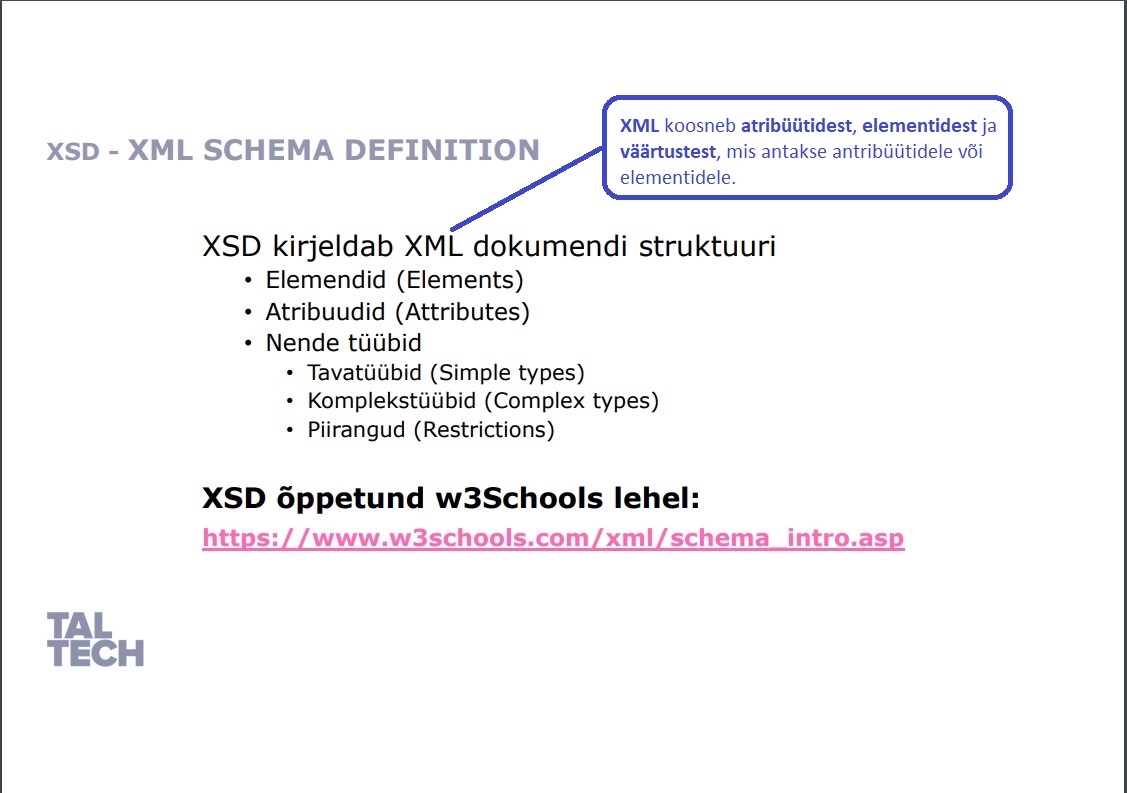 XSD - XML SCHEMA DEFINITION
XML koosneb atribüütidest, elementidest ja
väärtustest, mis antakse antribüütidele või
elementidele.
XSD kirjeldab XML dokumendi struktuuri
• Elemendid (Elements)
• Atribuudid (Attributes)
• Nende tüübid
• Tavatüübid (Simple types)
• Komplekstüübid (Complex types)
• Piirangud (Restrictions)
XSD õppetund w3Schools lehel:
https://www.w3schools.com/xml/schema_intro.asp
TAL
TECH